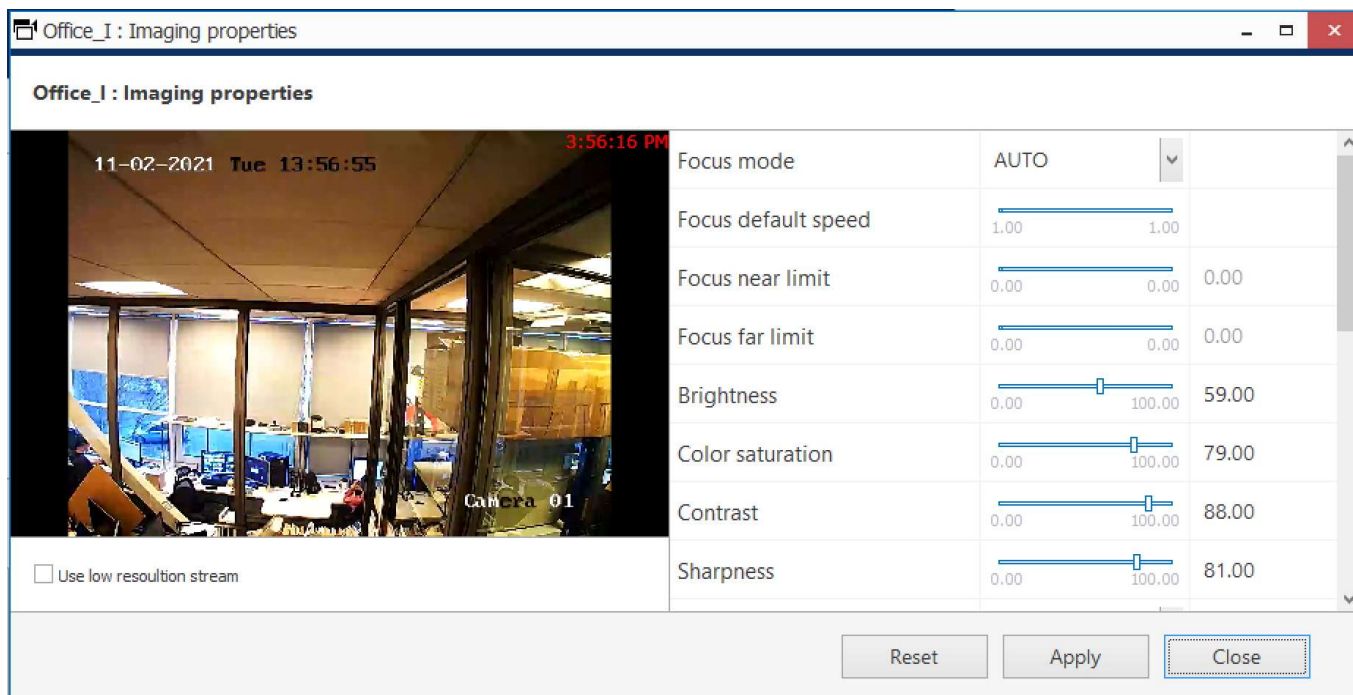 Office_I : Imaging properties
Office_I : Imaging properties
3:56:16 PM
11-02-2021 Tue 13:56:55
Camera 01
Use low resoultion stream
Focus mode AUTO
Focus default speed 1.00 1.00
Focus near limit 0.00 0.00 0.00
Focus far limit 0.00 0.00 0.00
Brightness 0.00 100.00 59.00
Color saturation 0.00 100.00 79.00
Contrast 0.00 100.00 88.00
Sharpness 0.00 100.00 81.00
Reset Apply Close